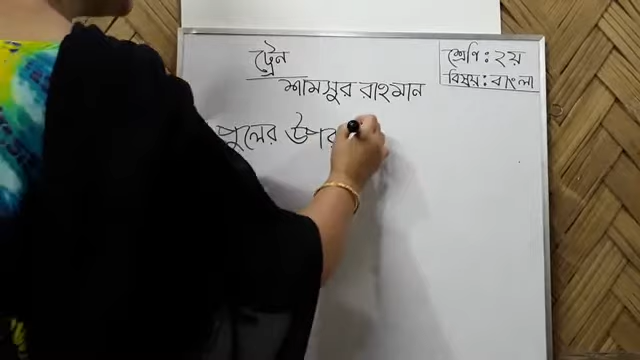 ট্রেন
শামসুর রাহমান
শ্রেণি: ২য়
বিষয়: বাংলা
পুলের উপর